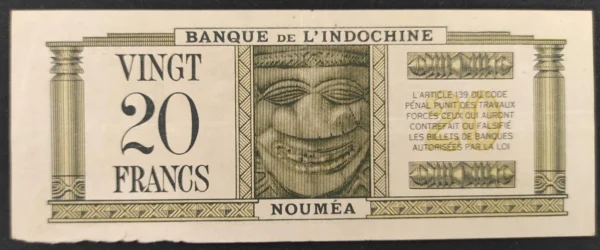 BANQUE DE L'INDOCHINE
VINGT
20
FRANCS
L'ARTICLE 139 DU CODE
PÉNAL PUNIT DES TRAVAUX
FORCÉS CEUX QUI AURONT
CONTREFAIT OU FALSIFIÉ
LES BILLETS DE BANQUES
AUTORISÉES PAR LA LOI
NOUMÉA